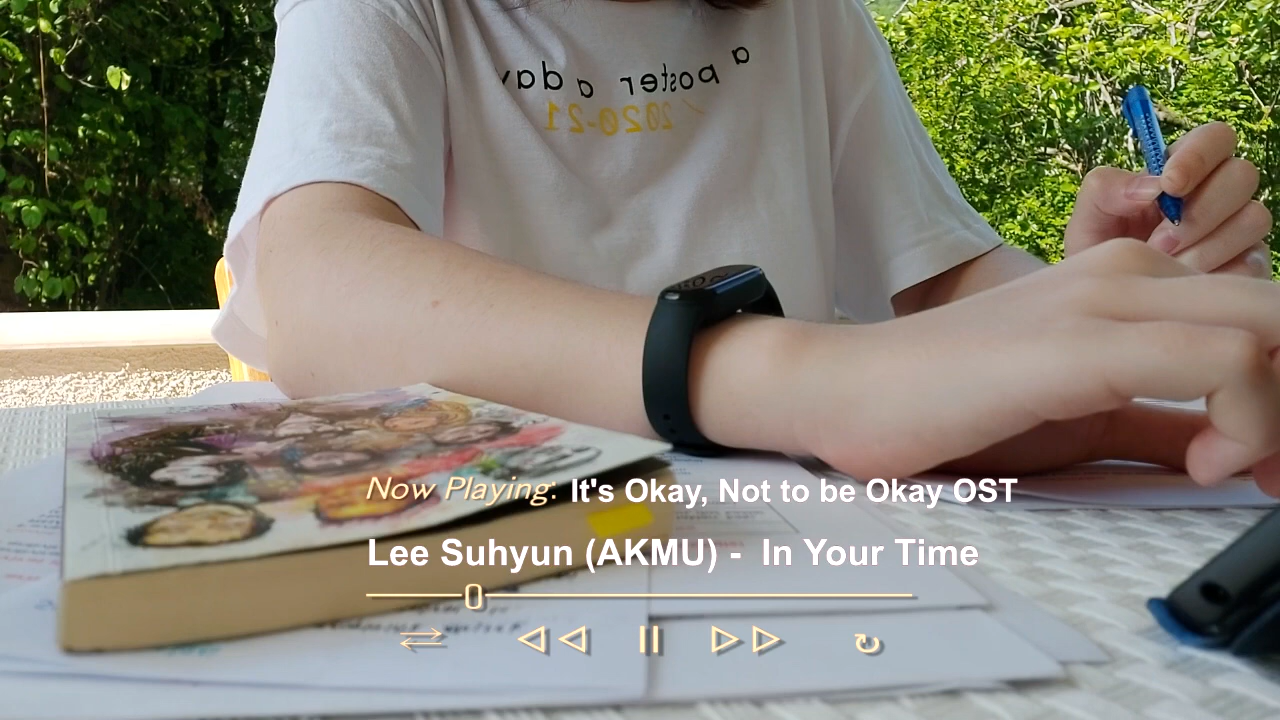 a poster a day
/ 2020-21
Now Playing: It's Okay, Not to be Okay OST
Lee Suhyun (AKMU) - In Your Time